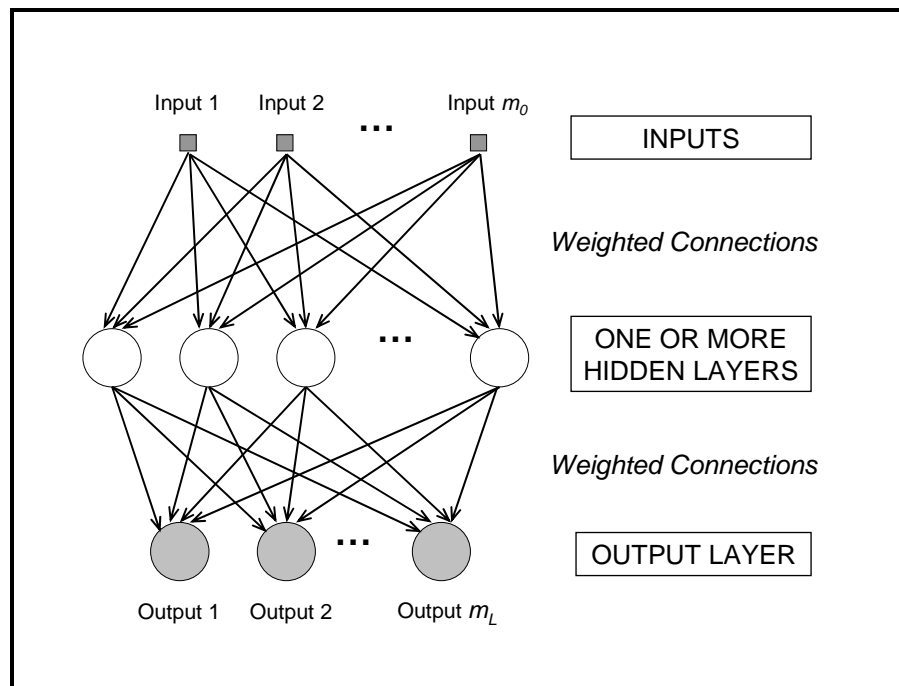 Input 1
Input 2
...
Input m0
INPUTS
Weighted Connections
...
ONE OR MORE
HIDDEN LAYERS
Weighted Connections
...
OUTPUT LAYER
Output 1
Output 2
Output mL